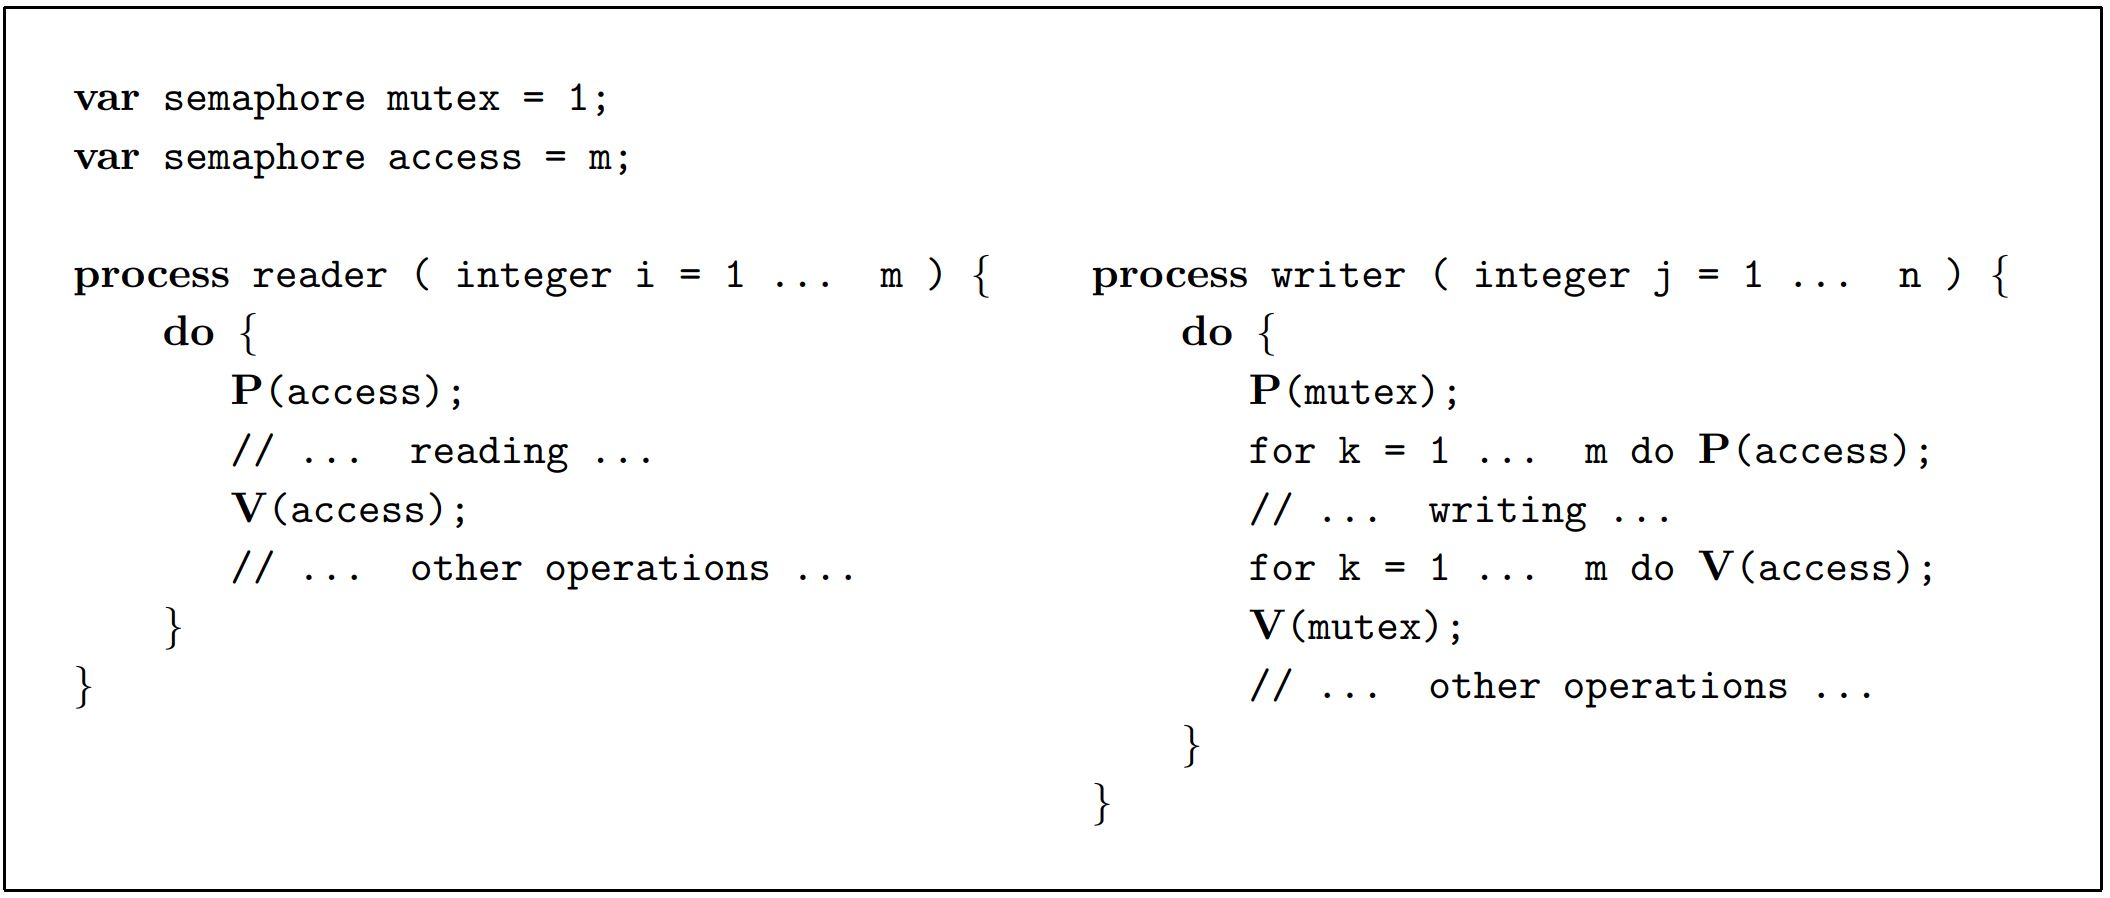 var semaphore mutex = 1;
var semaphore access = m;
process reader ( integer i = 1 ... m ) {
do {
P(access);
// ... reading ...
V(access);
// ... other operations ...
}
}
process writer ( integer j = 1 ... n ) {
do {
P(mutex);
for k = 1 ... m do P(access);
// ... writing ...
for k = 1 ... m do V(access);
V(mutex);
// ... other operations ...
}
}